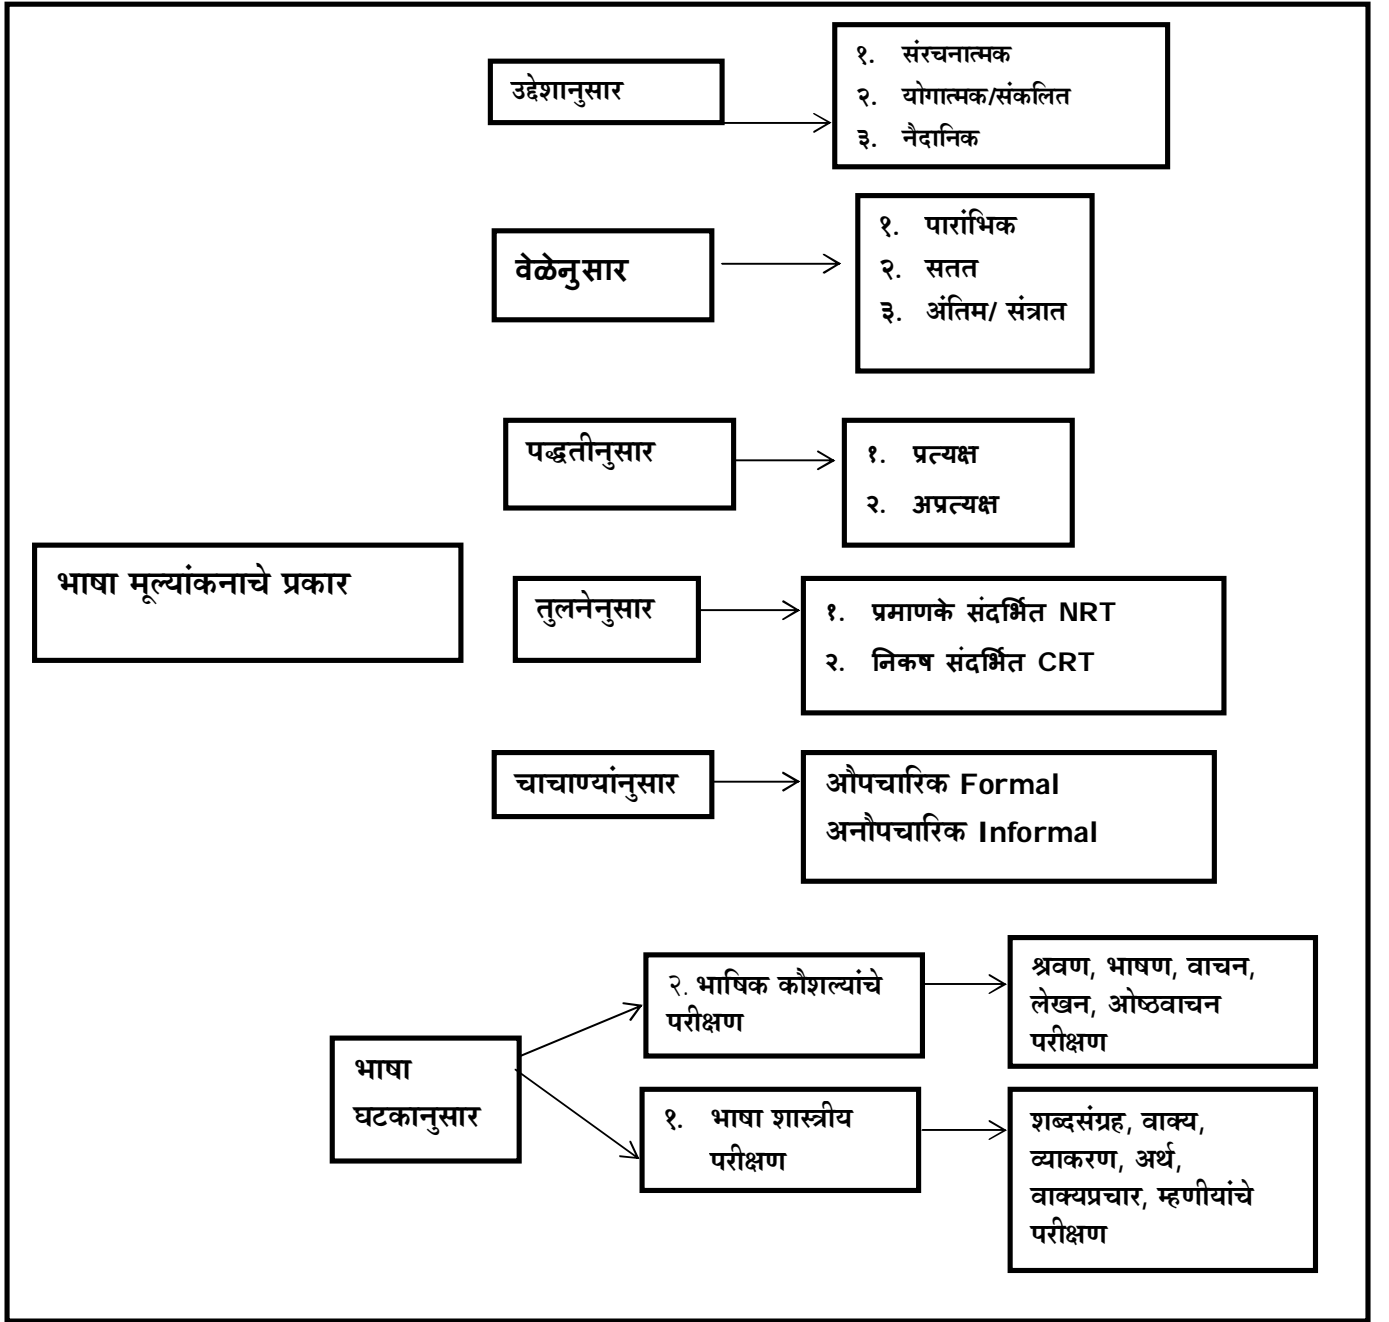 उद्देशानुसार
१. संरचनात्मक
२. योगात्मक/संकलित
३. नैदानिक
वेळेनुसार
१. पारांभिक
२. सतत
३. अंतिम/ संत्रात
पद्धतीनुसार
१. प्रत्यक्ष
२. अप्रत्यक्ष
भाषा मूल्यांकनाचे प्रकार
तुलनेनुसार
१. प्रमाणके संदर्भित NRT
२. निकष संदर्भित CRT
चाचाण्यांनुसार
औपचारिक Formal
अनौपचारिक Informal
भाषा
घटकानुसार
२. भाषिक कौशल्यांचे
परीक्षण
श्रवण, भाषण, वाचन,
लेखन, ओष्ठवाचन
परीक्षण
१. भाषा शास्त्रीय
परीक्षण
शब्दसंग्रह, वाक्य,
व्याकरण, अर्थ,
वाक्यप्रचार, म्हणीयांचे
परीक्षण